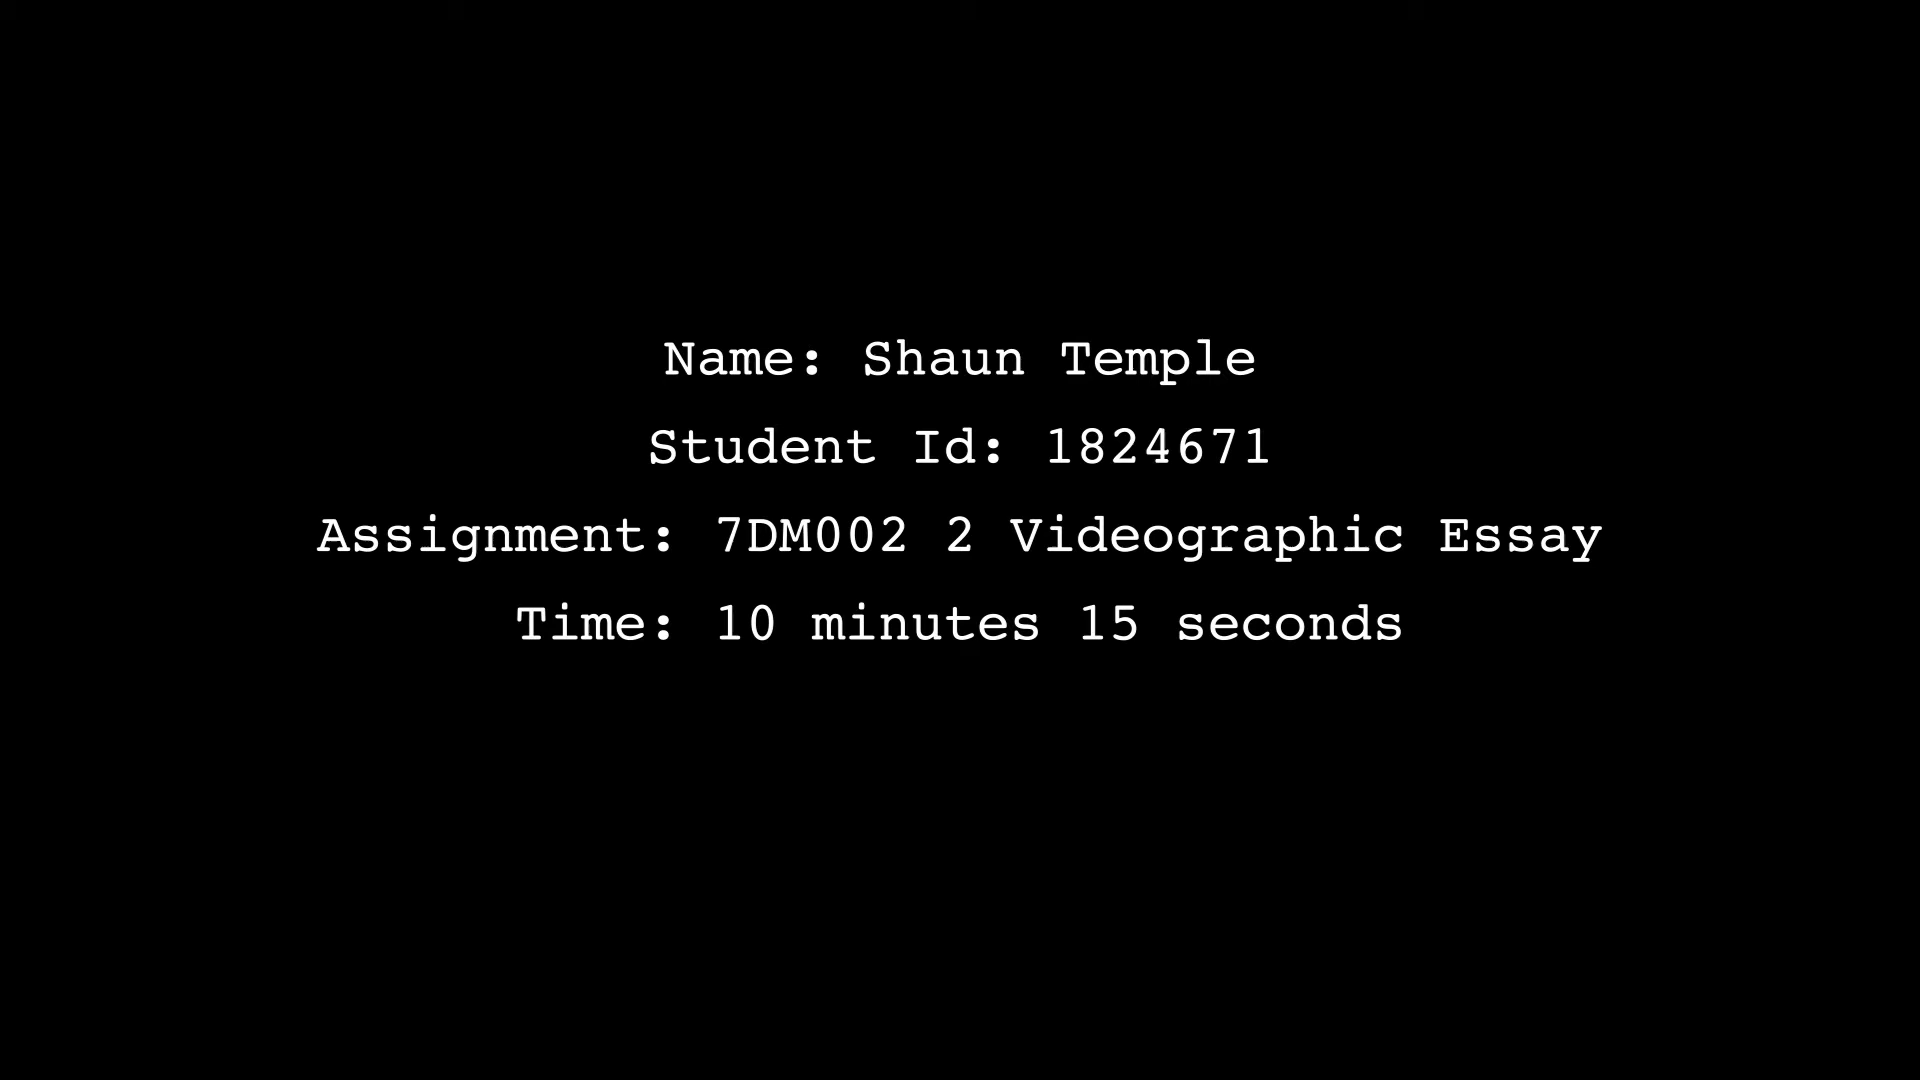 Name: Shaun Temple
Student Id: 1824671
Assignment: 7DM002 2 Videographic Essay
Time: 10 minutes 15 seconds